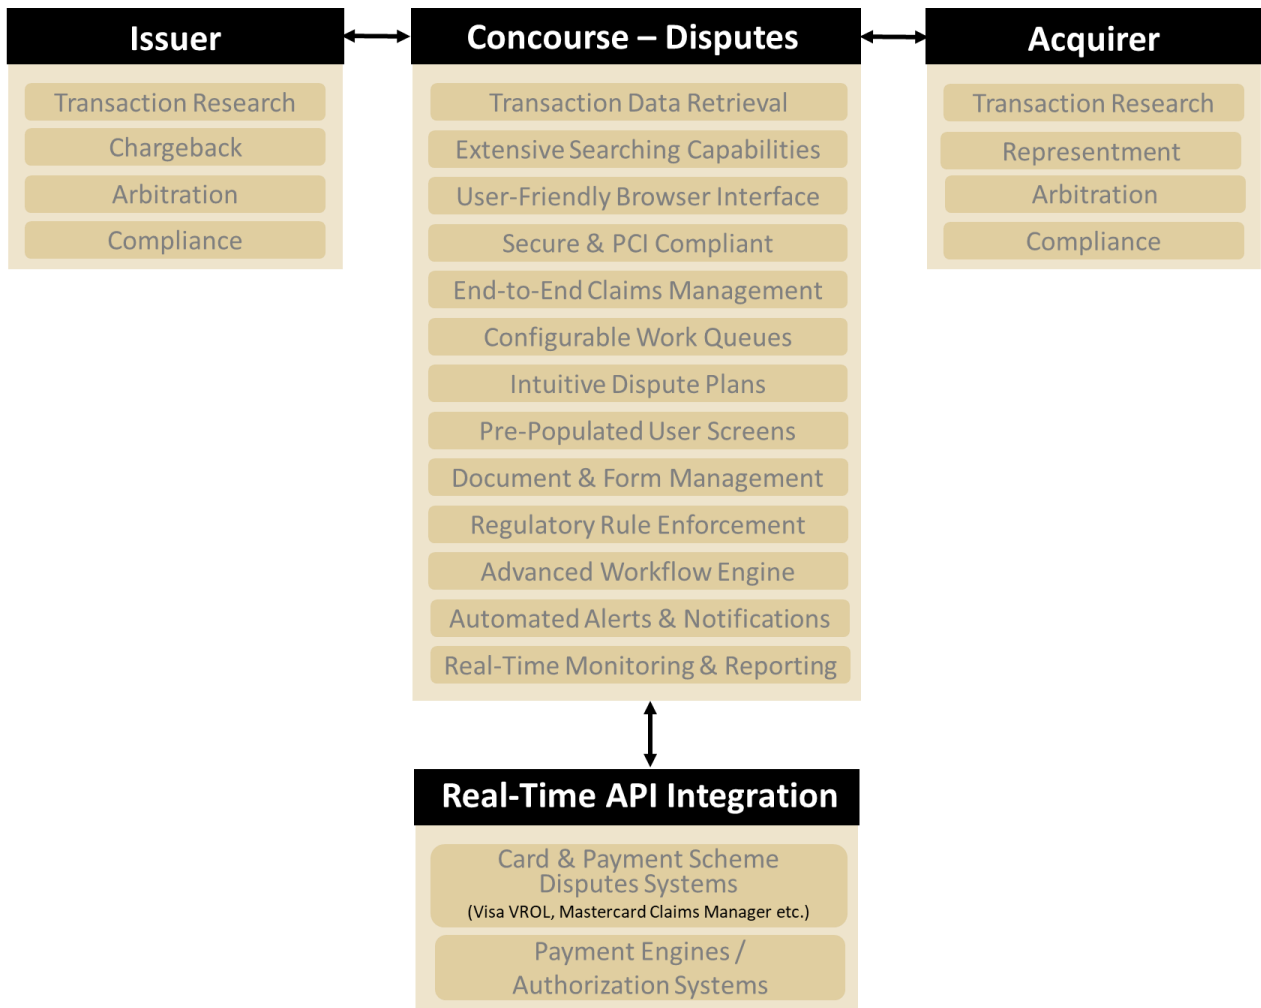 Issuer
Transaction Research
Chargeback
Arbitration
Compliance
Concourse – Disputes
Transaction Data Retrieval
Extensive Searching Capabilities
User-Friendly Browser Interface
Secure & PCI Compliant
End-to-End Claims Management
Configurable Work Queues
Intuitive Dispute Plans
Pre-Populated User Screens
Document & Form Management
Regulatory Rule Enforcement
Advanced Workflow Engine
Automated Alerts & Notifications
Real-Time Monitoring & Reporting
Acquirer
Transaction Research
Representment
Arbitration
Compliance
Real-Time API Integration
Card & Payment Scheme
Disputes Systems
(Visa VROL, Mastercard Claims Manager etc.)
Payment Engines /
Authorization Systems